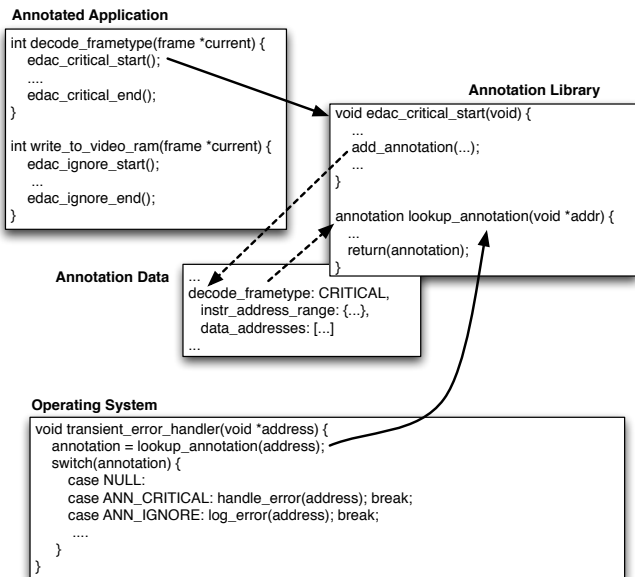 Annotated Application
int decode_frametype(frame *current) {
edac_critical_start();
....
edac_critical_end();
}
int write_to_video_ram(frame *current) {
edac_ignore_start();
...
edac_ignore_end();
}
Annotation Library
void edac_critical_start(void) {
...
add_annotation(...);
...
}
annotation lookup_annotation(void *addr) {
...
return(annotation);
}
Annotation Data
...
decode_frametype: CRITICAL,
instr_address_range: {...},
data_addresses: [...]
...
Operating System
void transient_error_handler(void *address) {
annotation = lookup_annotation(address);
switch(annotation) {
case NULL:
case ANN_CRITICAL: handle_error(address); break;
case ANN_IGNORE: log_error(address); break;
....
}
}